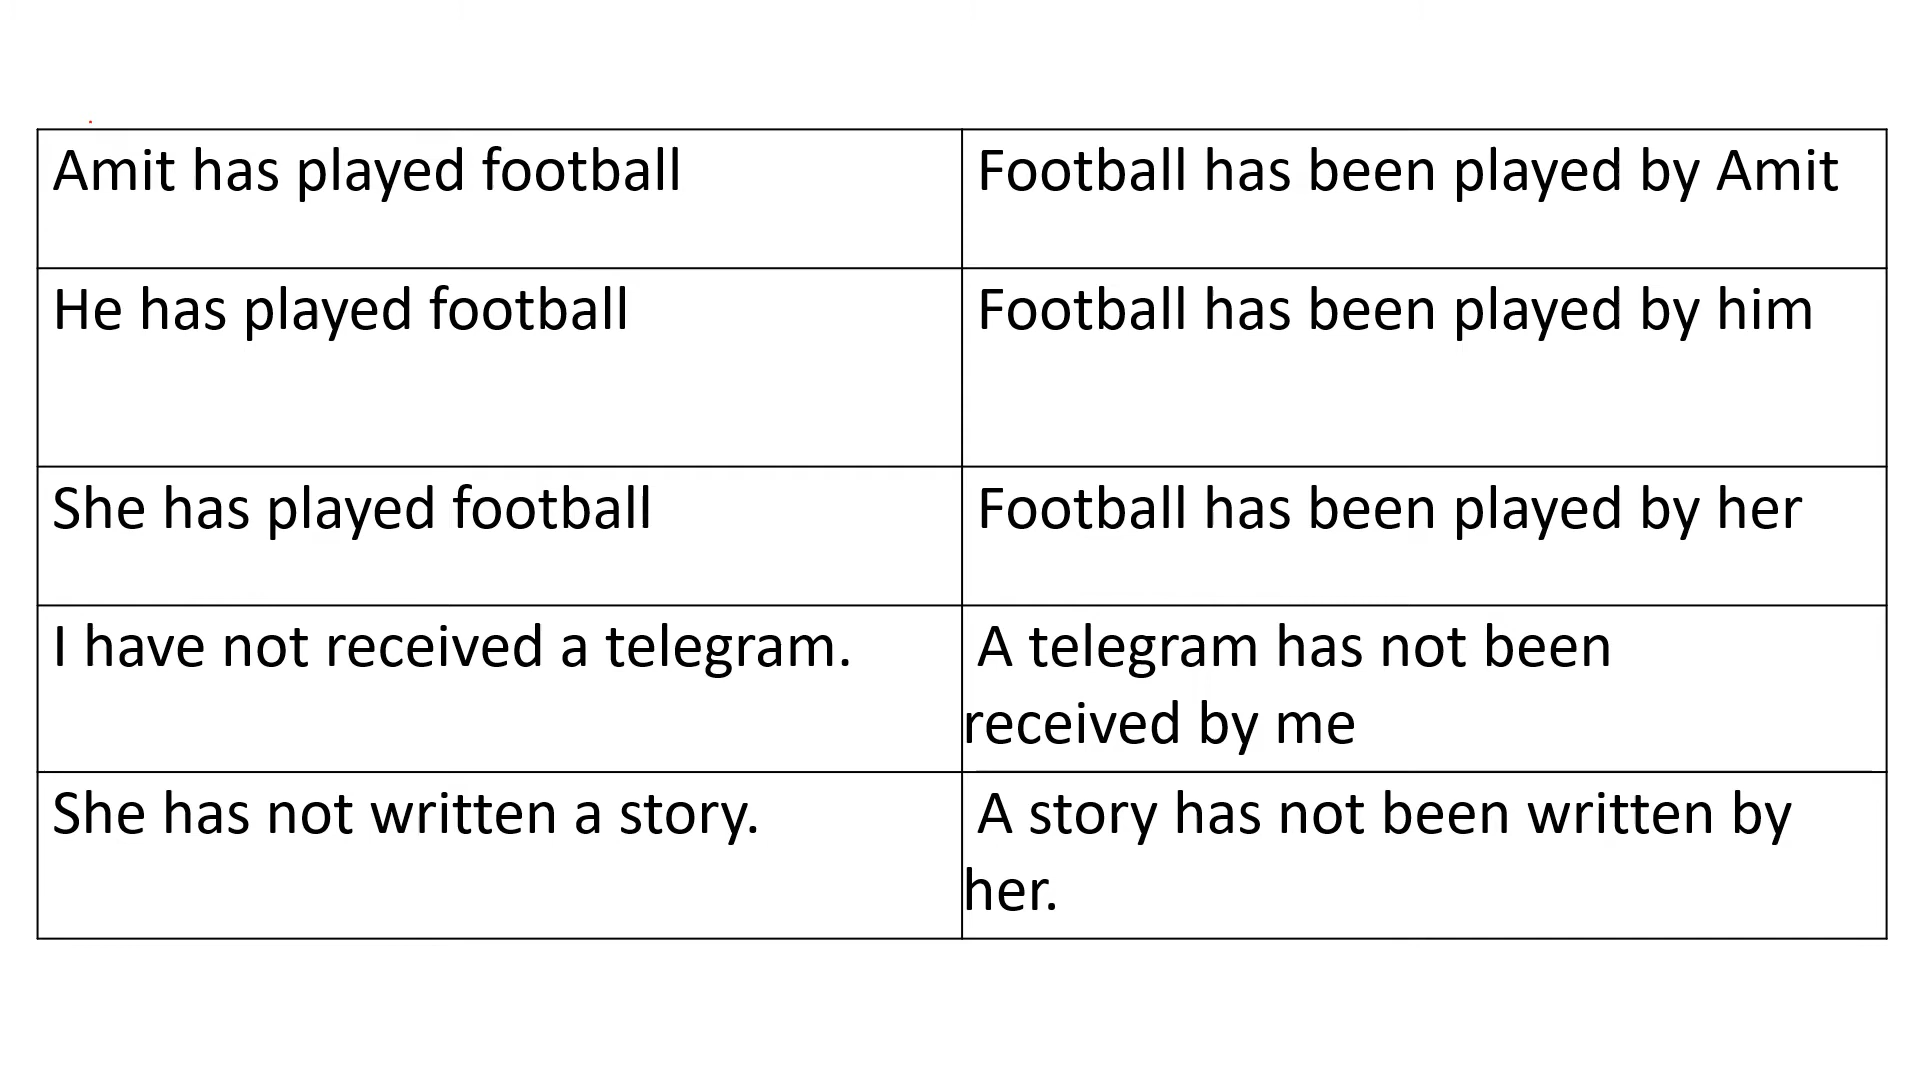 Amit has played football
Football has been played by Amit
He has played football
Football has been played by him
She has played football
Football has been played by her
I have not received a telegram.
A telegram has not been
received by me
She has not written a story.
A story has not been written by
her.